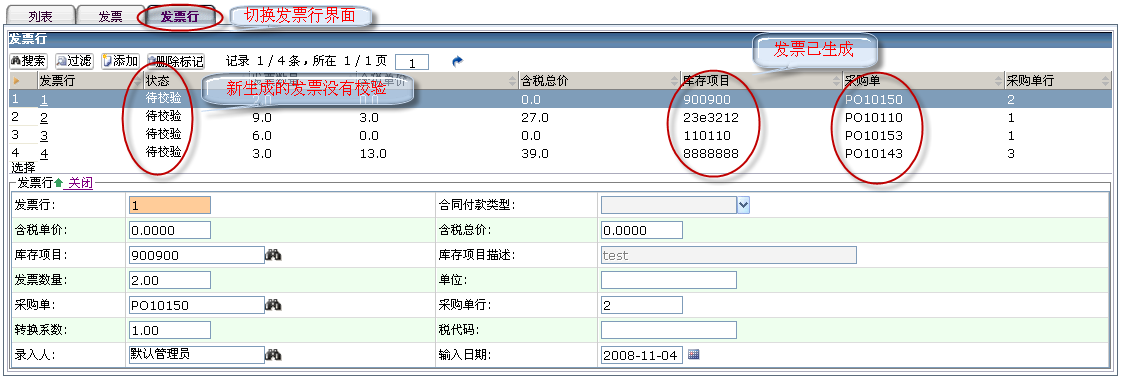 列表 发票 发票行 切换发票行界面
发票行
搜索 过滤 添加 删除标记 记录 1 / 4 条，所在 1 / 1 页 1
发票已生成
发票行 状态 含税总价 库存项目 采购单 采购单行
新生成的发票没有校验
1 1 待校验 0.0 900900 PO10150 2
2 2 待校验 9.0 3.0 27.0 23e3212 PO10110 1
3 3 待校验 6.0 0.0 0.0 110110 PO10153 1
4 4 待校验 3.0 13.0 39.0 8888888 PO10143 3
选择
发票行 关闭
发票行: 1 合同付款类型:
含税单价: 0.0000 含税总价: 0.0000
库存项目: 900900 库存项目描述: test
发票数量: 2.00 单位:
采购单: PO10150 采购单行: 2
转换系数: 1.00 税代码:
录入人: 默认管理员 输入日期: 2008-11-04